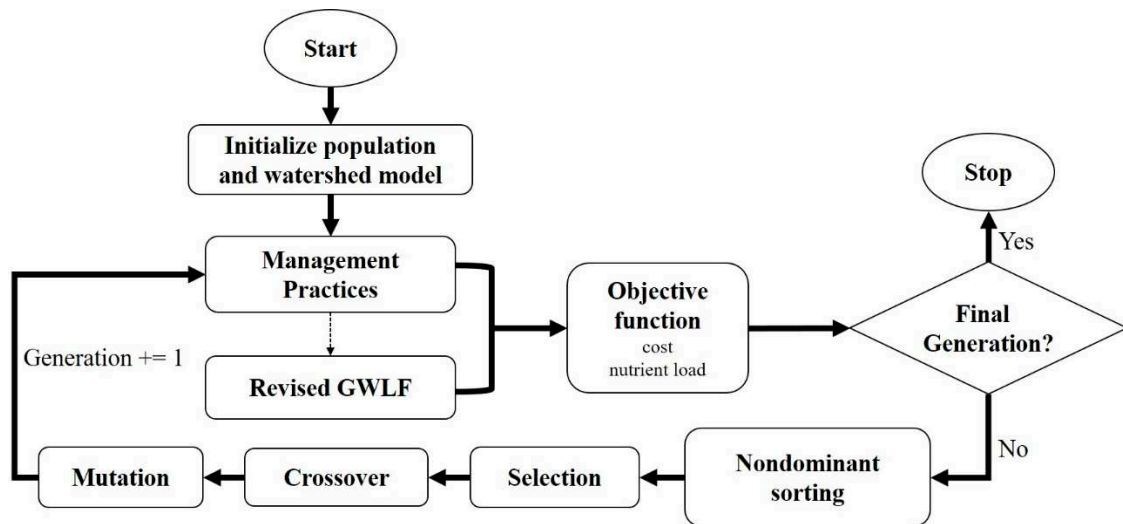 Start
Initialize population
and watershed model
Management
Practices
Revised GWLF
Objective
function
cost
nutrient load
Final
Generation?
Yes
Stop
No
Nondominant
sorting
Selection
Crossover
Mutation
Generation += 1